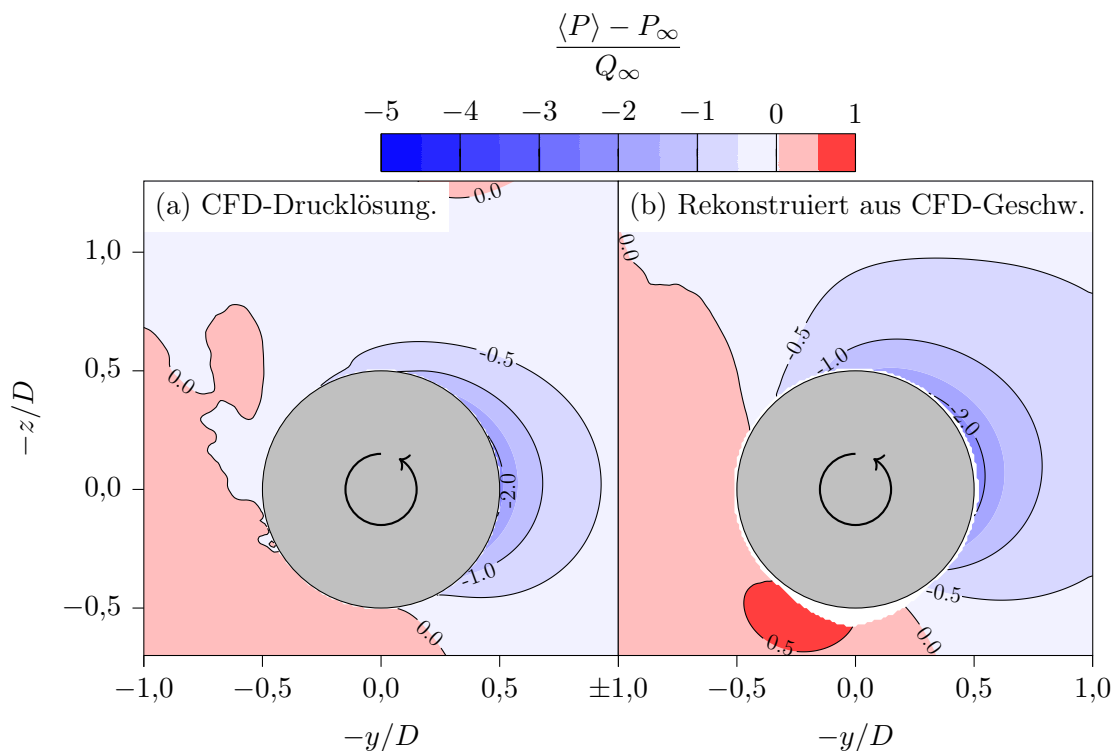 ⟨P⟩ − P∞
Q∞
−5 −4 −3 −2 −1 0 1
(a) CFD-Drucklösung.
(b) Rekonstruiert aus CFD-Geschw.
0.0
0.0
-0.5
-2.0
-1.0
0.0
0.0
-0.5
-1.0
-2.0
-0.5
0.5
0.0
1,0
0,5
0,0
−0,5
−z/D
−1,0 −0,5 0,0 0,5 ±1,0 −0,5 0,0 0,5 1,0
−y/D −y/D